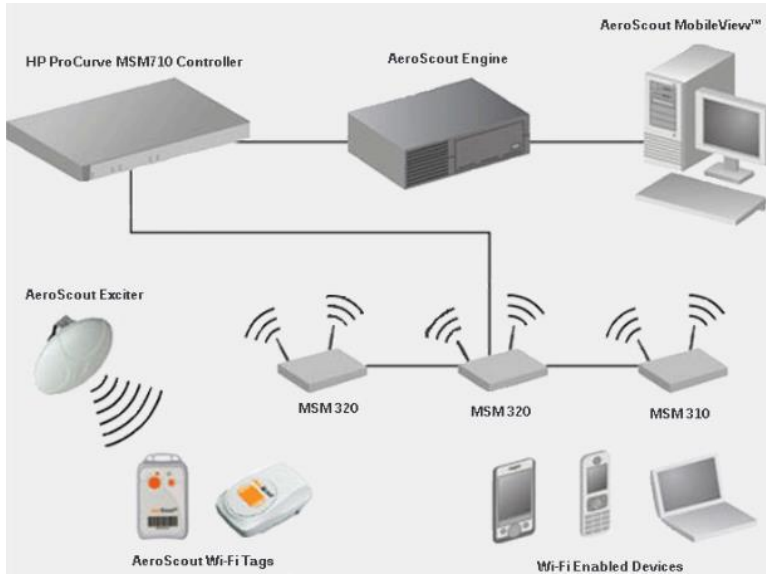 AeroScout MobileView™
HP ProCurve MSM710 Controller
AeroScout Engine
AeroScout Exciter
MSM 320
MSM 320
MSM 310
AeroScout Wi-Fi Tags
Wi-Fi Enabled Devices